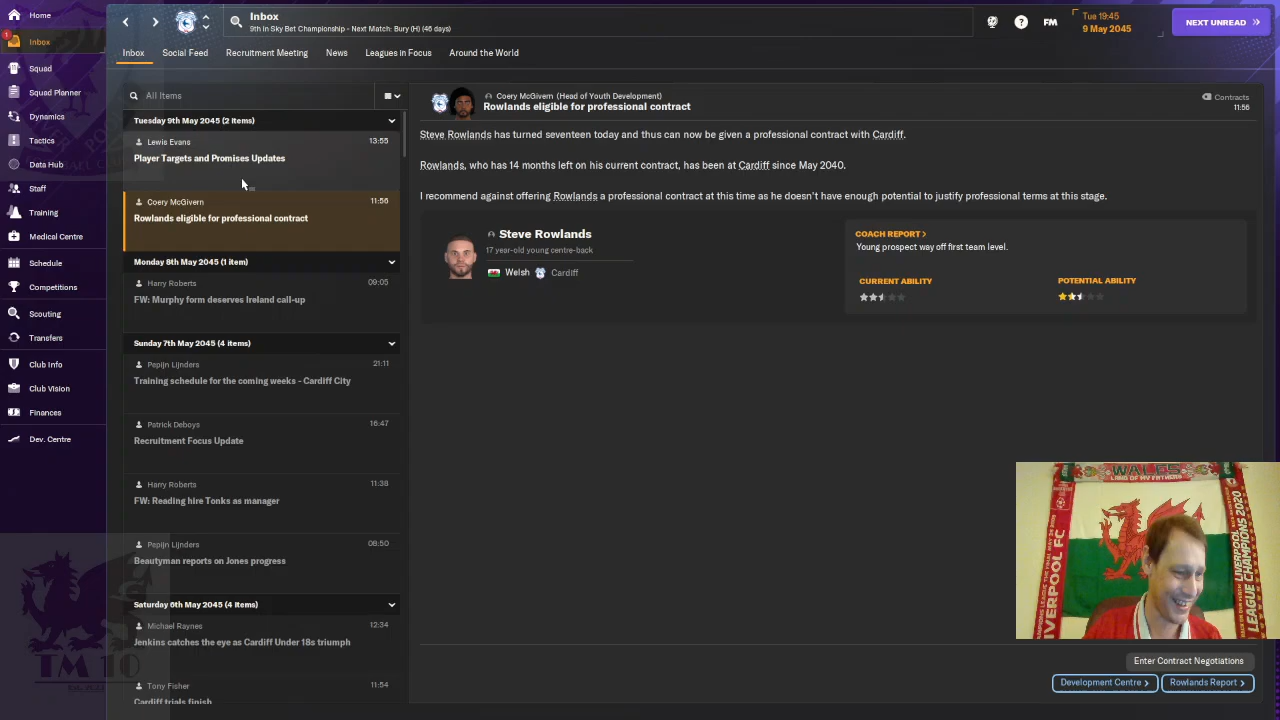 Home
Inbox
9th in Sky Bet Championship - Next Match: Bury (H) (46 days)
FM
Tue 19:45
9 May 2045
NEXT UNREAD
1
Inbox
Inbox
Social Feed
Recruitment Meeting
News
Leagues in Focus
Around the World
Squad
Squad Planner
Dynamics
Tactics
Data Hub
Staff
Training
Medical Centre
Schedule
Competitions
Scouting
Transfers
Club Info
Club Vision
Finances
Dev. Centre
All Items
Tuesday 9th May 2045 (2 items)
Lewis Evans
13:55
Player Targets and Promises Updates
Coery McGivern
11:56
Rowlands eligible for professional contract
Monday 8th May 2045 (1 item)
Harry Roberts
09:05
FW: Murphy form deserves Ireland call-up
Sunday 7th May 2045 (4 items)
Pepijn Lijnders
21:11
Training schedule for the coming weeks - Cardiff City
Patrick Deboys
16:47
Recruitment Focus Update
Harry Roberts
11:38
FW: Reading hire Tonks as manager
Pepijn Lijnders
08:50
Beautyman reports on Jones progress
Saturday 6th May 2045 (4 items)
Michael Raynes
12:34
Jenkins catches the eye as Cardiff Under 18s triumph
Tony Fisher
11:54
Cardiff trials finish
Coery McGivern (Head of Youth Development)
Rowlands eligible for professional contract
Contracts
11:56
Steve Rowlands has turned seventeen today and thus can now be given a professional contract with Cardiff.
Rowlands, who has 14 months left on his current contract, has been at Cardiff since May 2040.
I recommend against offering Rowlands a professional contract at this time as he doesn't have enough potential to justify professional terms at this stage.
Steve Rowlands
17 year-old young centre-back
Welsh
Cardiff
COACH REPORT
Young prospect way off first team level.
CURRENT ABILITY
POTENTIAL ABILITY
Enter Contract Negotiations
Development Centre
Rowlands Report
TM 10
WALES
LAND OF MY FATHERS
LIVERPOOL FC
LIVERPOOL 2020
LEAGUE CHAMPIONS